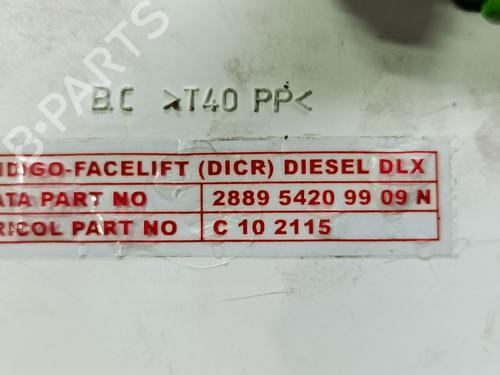 B.C >T40 PP<
DIGO-FACELIFT (DICR) DIESEL DLX
ATA PART NO 2889 5420 99 09 N
RICOL PART NO C 10 2115
B-PARTS